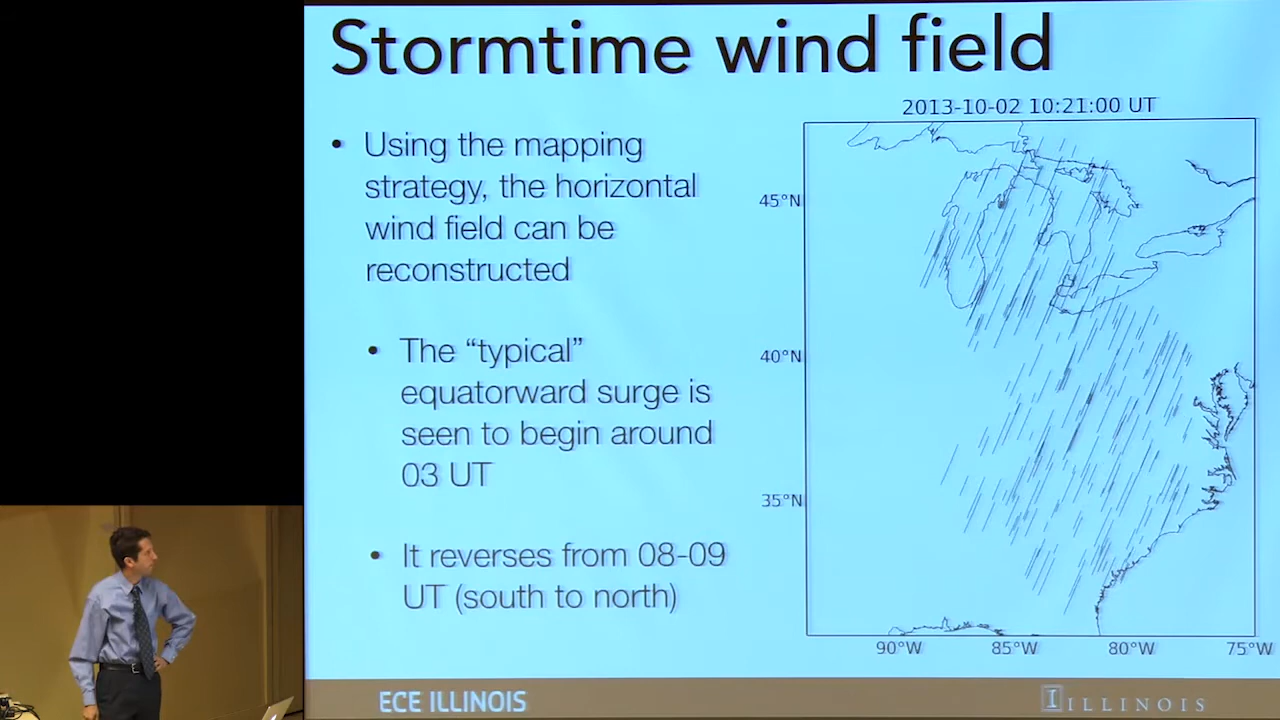 Stormtime wind field
2013-10-02 10:21:00 UT
• Using the mapping
strategy, the horizontal
wind field can be
reconstructed
• The “typical”
equatorward surge is
seen to begin around
03 UT
• It reverses from 08-09
UT (south to north)
45°N
40°N
35°N
90°W 85°W 80°W 75°W
ECE ILLINOIS
I ILLINOIS